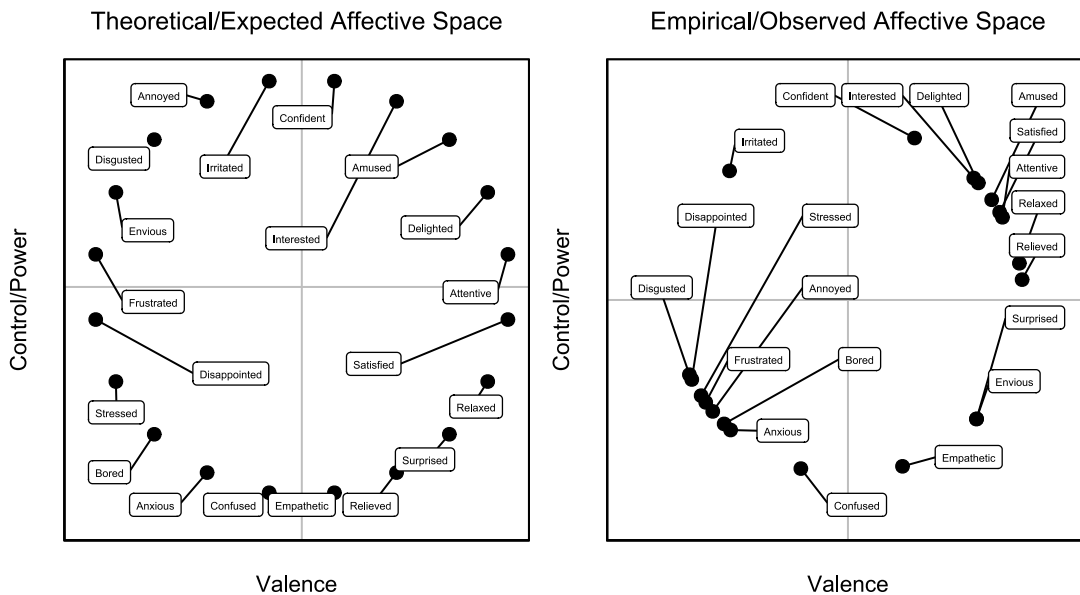 Theoretical/Expected Affective Space
Control/Power
Annoyed
Confident
Disgusted
Irritated
Amused
Envious
Interested
Delighted
Frustrated
Attentive
Disappointed
Satisfied
Stressed
Relaxed
Bored
Surprised
Anxious
Confused
Empathetic
Relieved
Valence
Empirical/Observed Affective Space
Control/Power
Confident
Interested
Delighted
Amused
Irritated
Satisfied
Attentive
Disappointed
Stressed
Relaxed
Relieved
Disgusted
Annoyed
Surprised
Frustrated
Bored
Envious
Anxious
Empathetic
Confused
Valence